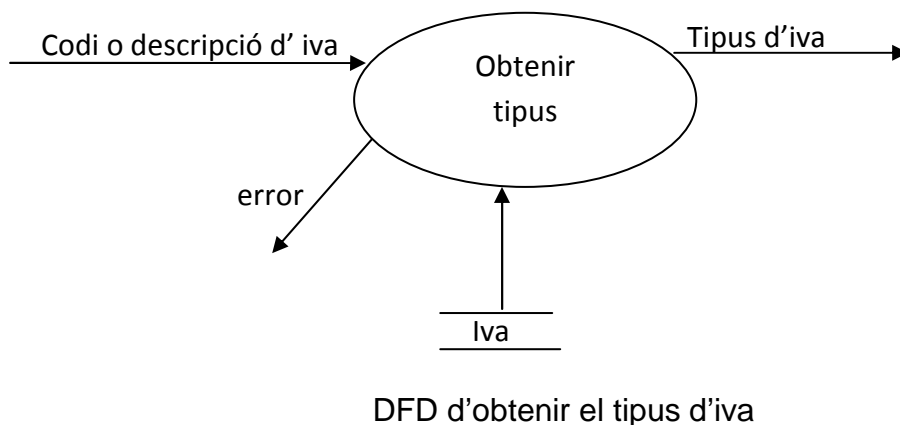 Codi o descripció d' iva
Tipus d’iva
Obtenir
tipus
error
Iva
DFD d’obtenir el tipus d’iva